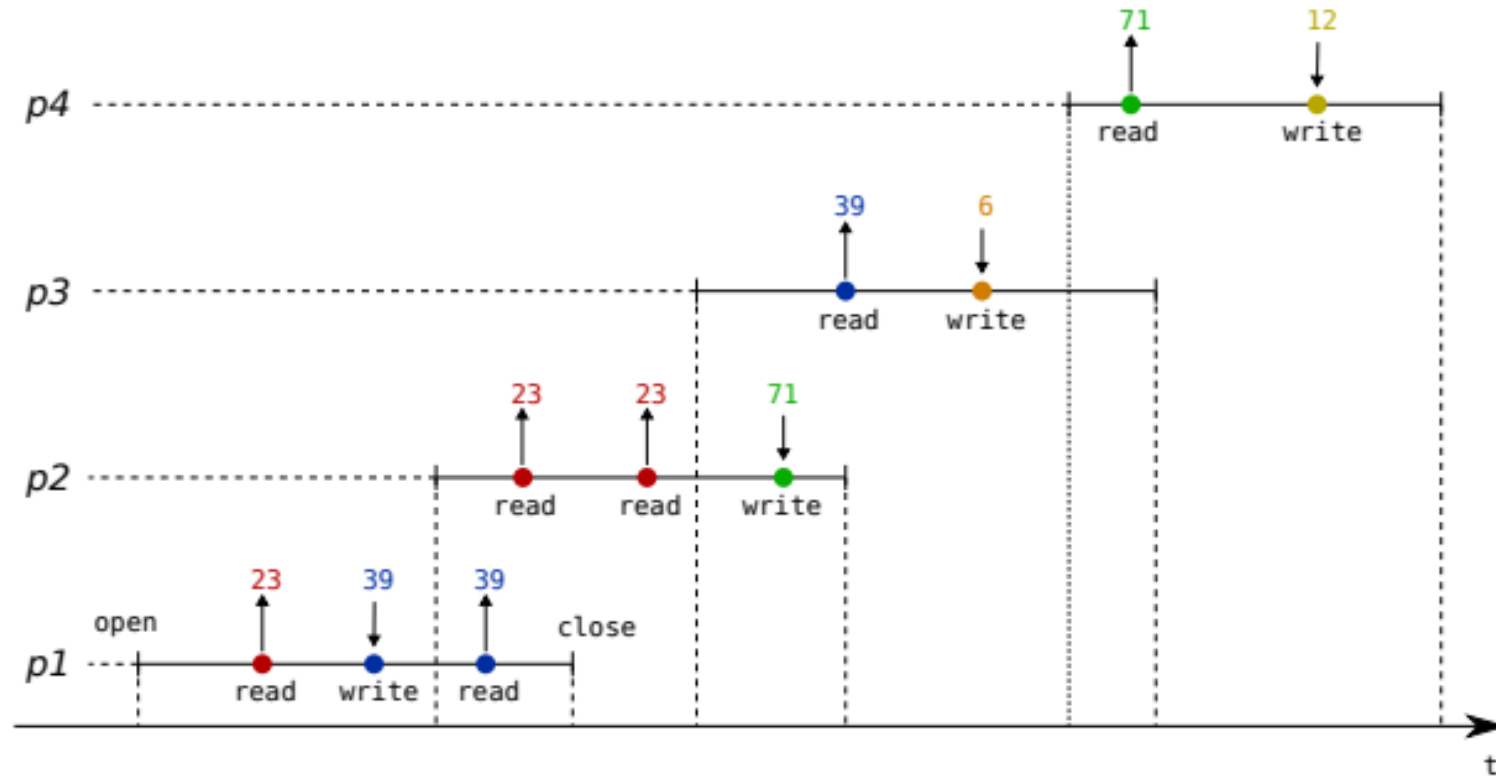 71 12
p4
read write
39 6
p3
read write
23 23 71
p2
read read write
23 39 39
open close
p1
read write read
t